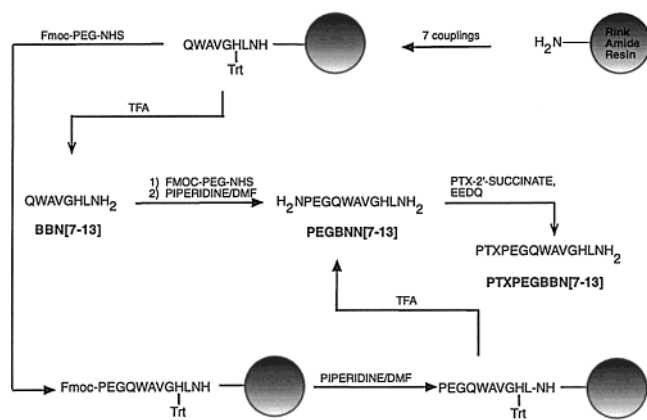 Fmoc-PEG-NHS
QWAVGHLNH
Trt
7 couplings
H2N
Rink
Amide
Resin
TFA
QWAVGHLNH2
BBN[7-13]
1) FMOC-PEG-NHS
2) PIPERIDINE/DMF
H2NPEGQWAVGHLNH2
PEGBNN[7-13]
PTX-2'-SUCCINATE,
EEDQ
PTXPEGQWAVGHLNH2
PTXPEGBBN[7-13]
TFA
Fmoc-PEGQWAVGHLNH
Trt
PIPERIDINE/DMF
PEGQWAVGHL-NH
Trt